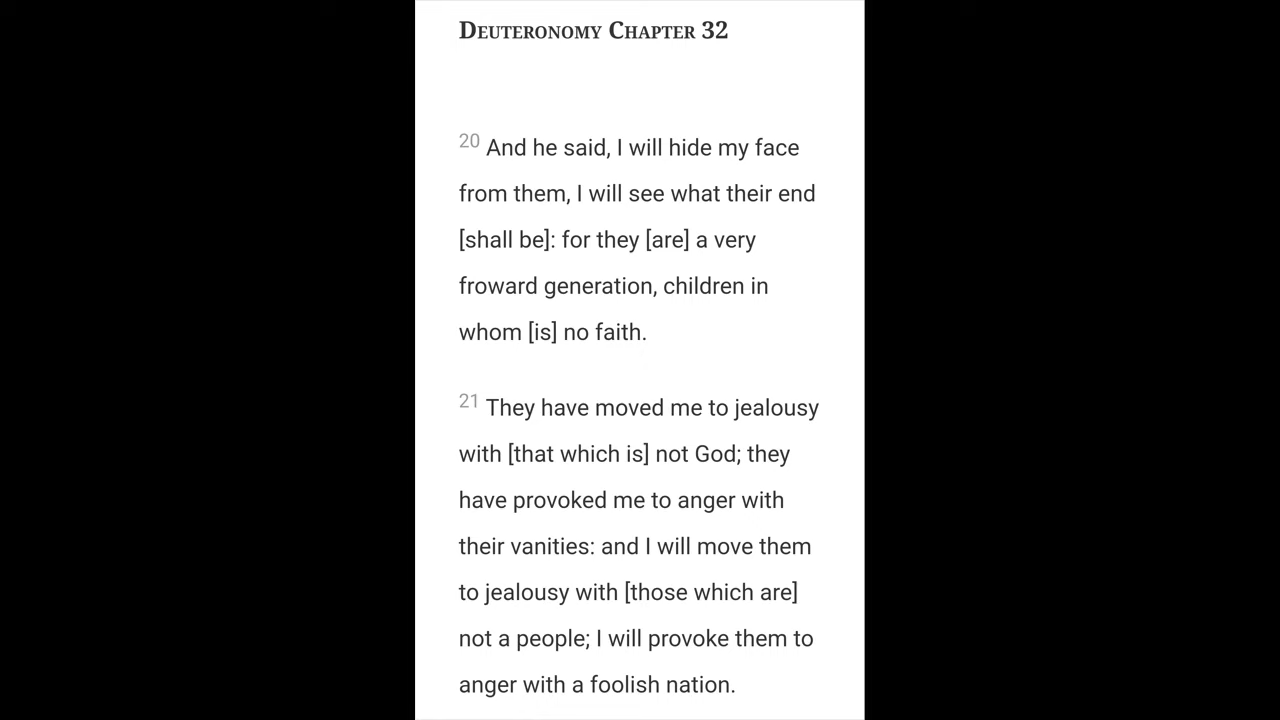 DEUTERONOMY CHAPTER 32
20 And he said, I will hide my face
from them, I will see what their end
[shall be]: for they [are] a very
froward generation, children in
whom [is] no faith.
21 They have moved me to jealousy
with [that which is] not God; they
have provoked me to anger with
their vanities: and I will move them
to jealousy with [those which are]
not a people; I will provoke them to
anger with a foolish nation.